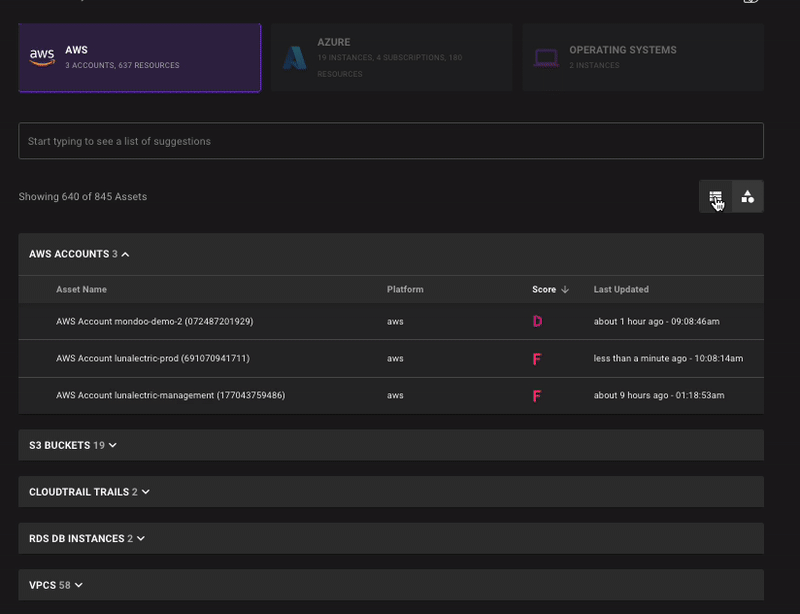 aws
AWS
3 ACCOUNTS, 637 RESOURCES
AZURE
19 INSTANCES, 4 SUBSCRIPTIONS, 180
RESOURCES
OPERATING SYSTEMS
2 INSTANCES
Start typing to see a list of suggestions
Showing 640 of 845 Assets
AWS ACCOUNTS 3
Asset Name Platform Score Last Updated
AWS Account mondoo-demo-2 (072487201929) aws D about 1 hour ago - 09:08:46am
AWS Account lunalectric-prod (691070941711) aws F less than a minute ago - 10:08:14am
AWS Account lunalectric-management (177043759486) aws F about 9 hours ago - 01:18:53am
S3 BUCKETS 19
CLOUDTRAIL TRAILS 2
RDS DB INSTANCES 2
VPCS 58